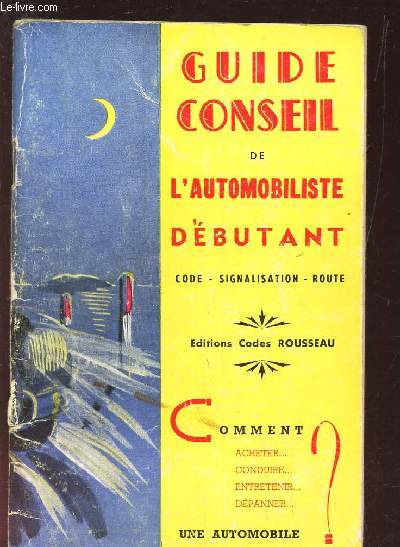 Le-livre.com
GUIDE
CONSEIL
DE
L'AUTOMOBILISTE
DÉBUTANT
CODE - SIGNALISATION - ROUTE
Editions Codes ROUSSEAU
COMMENT
ACHETER...
CONDUIRE...
ENTRETENIR...
DÉPANNER...
?
UNE AUTOMOBILE